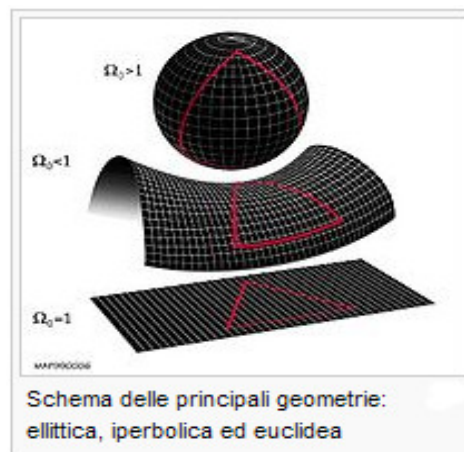 Ω₀>1
Ω₀<1
Ω₀=1
MAP990006
Schema delle principali geometrie:
ellittica, iperbolica ed euclidea